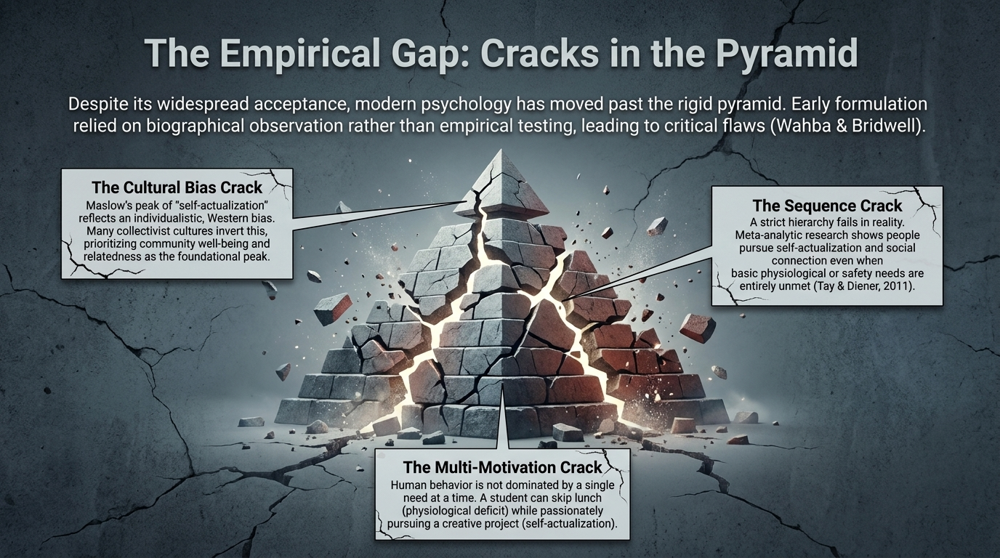 The Empirical Gap: Cracks in the Pyramid
Despite its widespread acceptance, modern psychology has moved past the rigid pyramid. Early formulation
relied on biographical observation rather than empirical testing, leading to critical flaws (Wahba & Bridwell).
The Cultural Bias Crack
Maslow's peak of "self-actualization"
reflects an individualistic, Western bias.
Many collectivist cultures invert this,
prioritizing community well-being and
relatedness as the foundational peak.
The Sequence Crack
A strict hierarchy fails in reality.
Meta-analytic research shows people
pursue self-actualization and social
connection even when
basic physiological or safety needs are
entirely unmet (Tay & Diener, 2011).
The Multi-Motivation Crack
Human behavior is not dominated by a single
need at a time. A student can skip lunch
(physiological deficit) while passionately
pursuing a creative project (self-actualization).